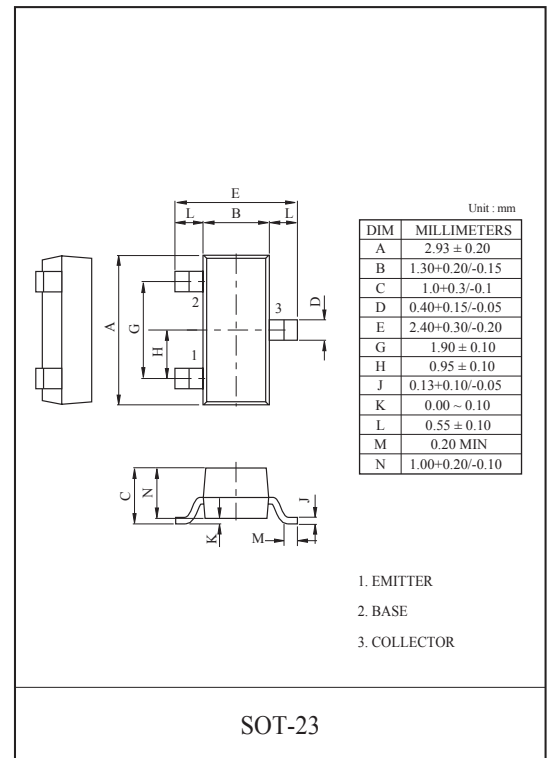 E
L B L
2
3
D
A
G
H
1
C
N
K
M
J
Unit : mm
DIM MILLIMETERS
A 2.93 ± 0.20
B 1.30+0.20/-0.15
C 1.0+0.3/-0.1
D 0.40+0.15/-0.05
E 2.40+0.30/-0.20
G 1.90 ± 0.10
H 0.95 ± 0.10
J 0.13+0.10/-0.05
K 0.00 ~ 0.10
L 0.55 ± 0.10
M 0.20 MIN
N 1.00+0.20/-0.10
1. EMITTER
2. BASE
3. COLLECTOR
SOT-23